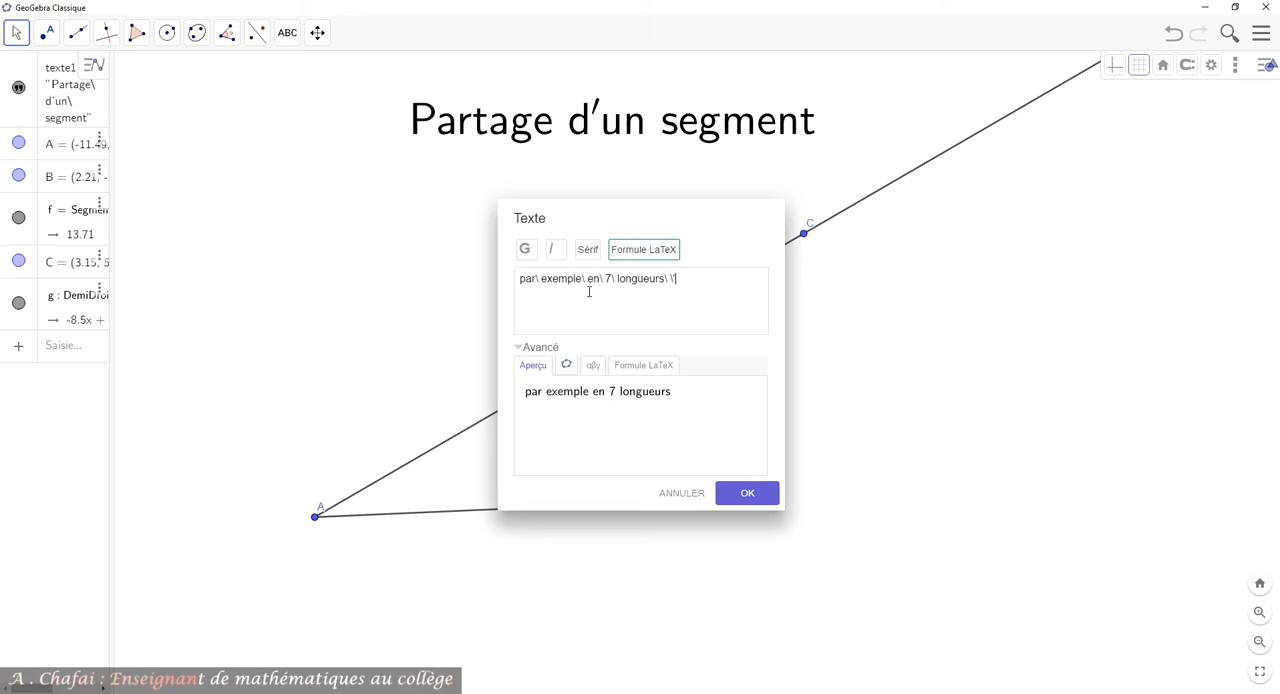 GeoGebra Classique
ABC
texte1
"Partage\
d'un\
segment"
A = (-11.49,
B = (2.21, -
f = Segmen
→ 13.71
C = (3.15, 5
g : DemiDroi
→ -8.5x +
Saisie...
Partage d'un segment
C
A
Texte
G
I
Sérif
Formule LaTeX
par\ exemple\ en\ 7\ longueurs\ \'
Avancé
Aperçu
αβγ
Formule LaTeX
par exemple en 7 longueurs
ANNULER
OK
A . Chafai : Enseignant de mathématiques au collège